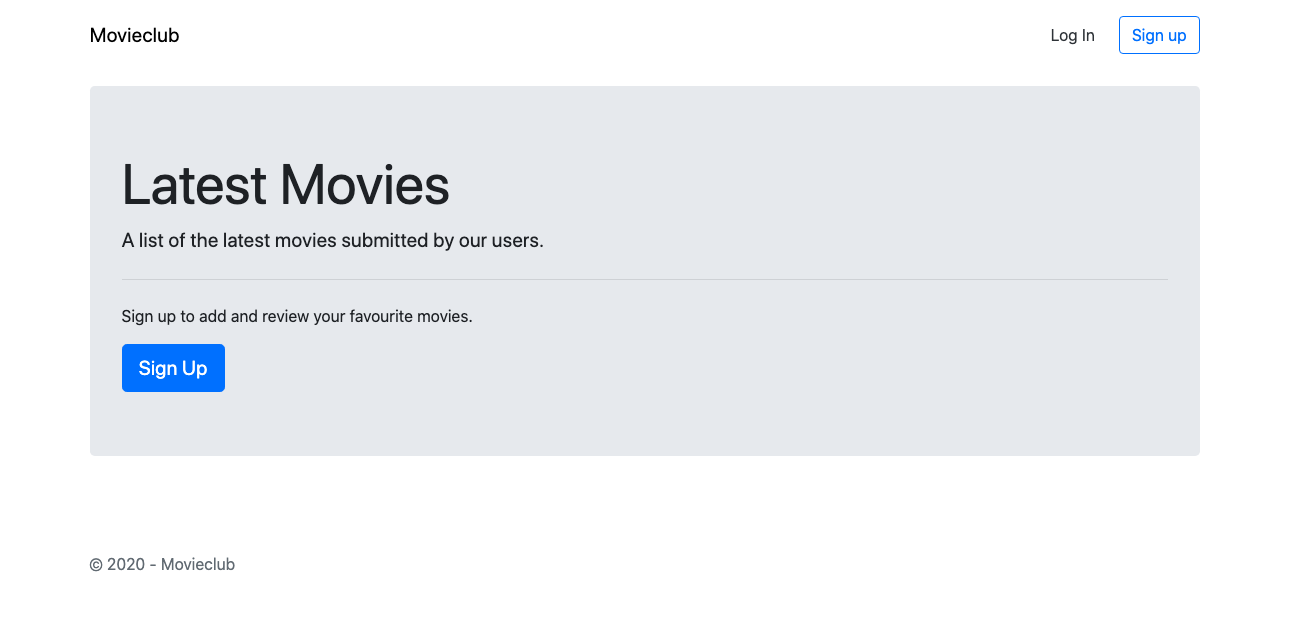 Movieclub
Log In
Sign up
Latest Movies
A list of the latest movies submitted by our users.
Sign up to add and review your favourite movies.
Sign Up
© 2020 - Movieclub